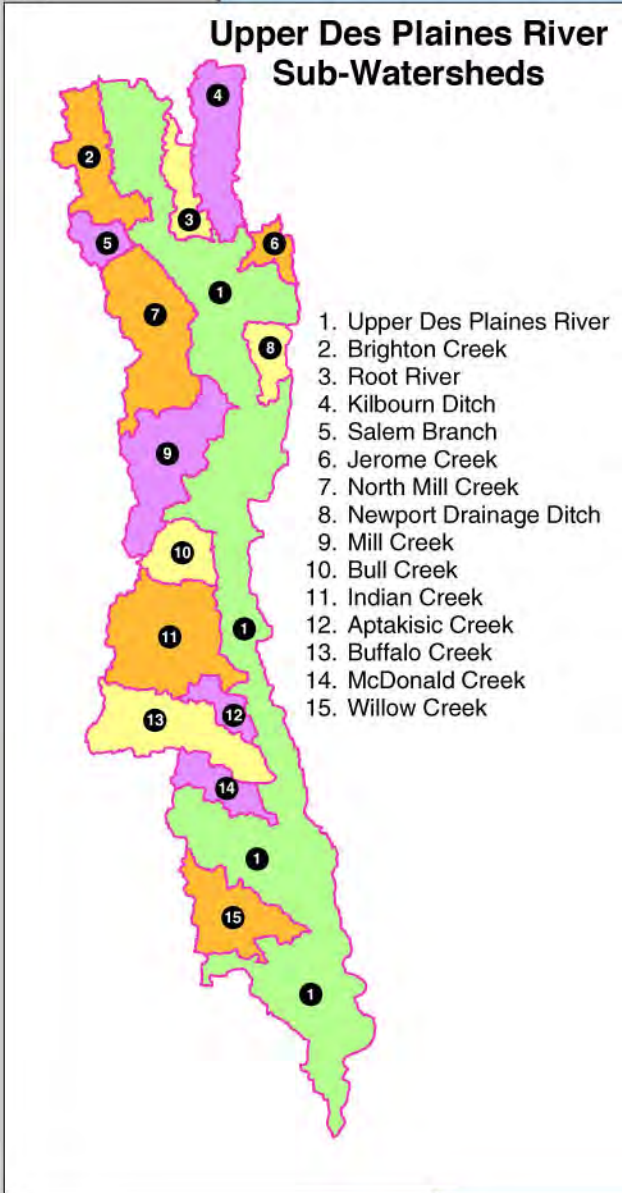 Upper Des Plaines River
Sub-Watersheds
4
2
3
5
6
1
7
8
9
10
11
1
12
13
14
1
15
1
1. Upper Des Plaines River
2. Brighton Creek
3. Root River
4. Kilbourn Ditch
5. Salem Branch
6. Jerome Creek
7. North Mill Creek
8. Newport Drainage Ditch
9. Mill Creek
10. Bull Creek
11. Indian Creek
12. Aptakisic Creek
13. Buffalo Creek
14. McDonald Creek
15. Willow Creek